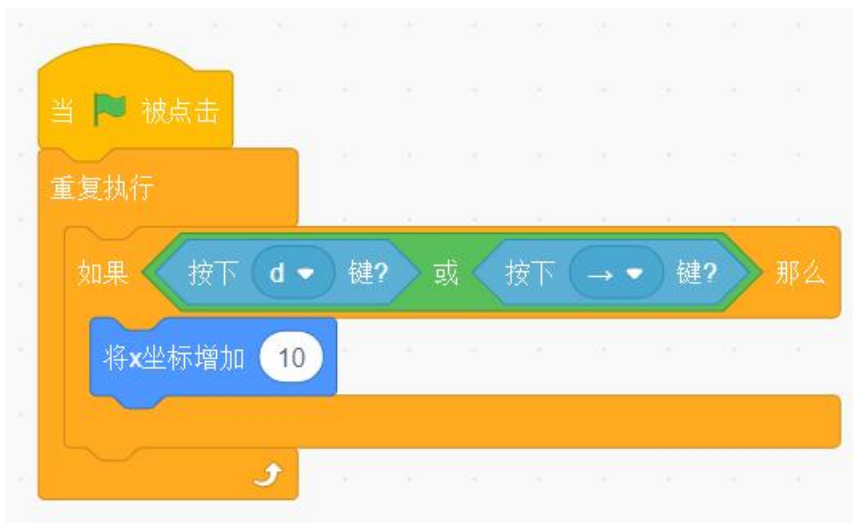 当 被点击
重复执行
如果 按下 d 键? 或 按下 → 键? 那么
将x坐标增加 10